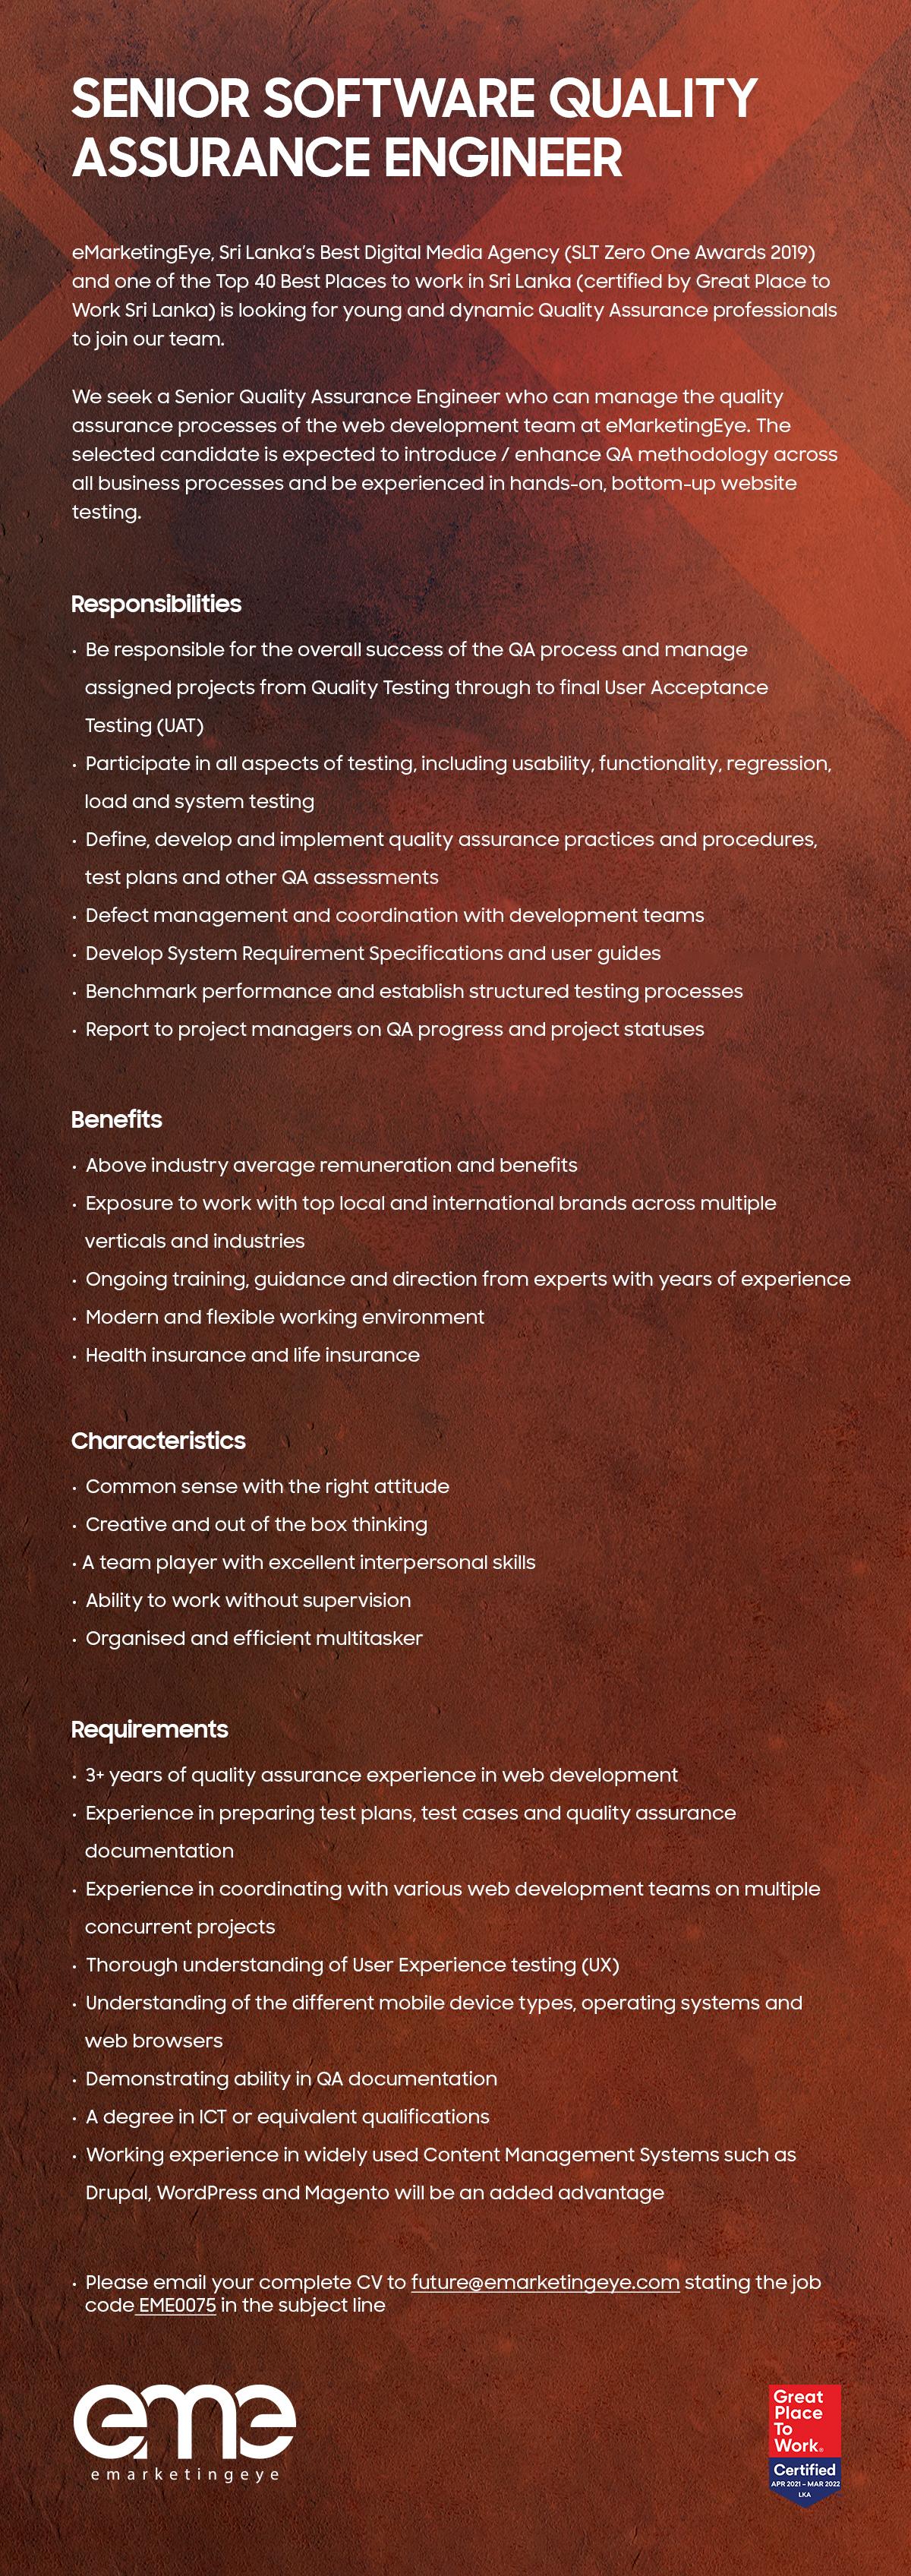 SENIOR SOFTWARE QUALITY
ASSURANCE ENGINEER
eMarketingEye, Sri Lanka's Best Digital Media Agency (SLT Zero One Awards 2019)
and one of the Top 40 Best Places to work in Sri Lanka (certified by Great Place to
Work Sri Lanka) is looking for young and dynamic Quality Assurance professionals
to join our team.
We seek a Senior Quality Assurance Engineer who can manage the quality
assurance processes of the web development team at eMarketingEye. The
selected candidate is expected to introduce / enhance QA methodology across
all business processes and be experienced in hands-on, bottom-up website
testing.
Responsibilities
• Be responsible for the overall success of the QA process and manage
assigned projects from Quality Testing through to final User Acceptance
Testing (UAT)
• Participate in all aspects of testing, including usability, functionality, regression,
load and system testing
• Define, develop and implement quality assurance practices and procedures,
test plans and other QA assessments
• Defect management and coordination with development teams
• Develop System Requirement Specifications and user guides
• Benchmark performance and establish structured testing processes
• Report to project managers on QA progress and project statuses
Benefits
• Above industry average remuneration and benefits
• Exposure to work with top local and international brands across multiple
verticals and industries
• Ongoing training, guidance and direction from experts with years of experience
• Modern and flexible working environment
• Health insurance and life insurance
Characteristics
• Common sense with the right attitude
• Creative and out of the box thinking
• A team player with excellent interpersonal skills
• Ability to work without supervision
• Organised and efficient multitasker
Requirements
• 3+ years of quality assurance experience in web development
• Experience in preparing test plans, test cases and quality assurance
documentation
• Experience in coordinating with various web development teams on multiple
concurrent projects
• Thorough understanding of User Experience testing (UX)
• Understanding of the different mobile device types, operating systems and
web browsers
• Demonstrating ability in QA documentation
• A degree in ICT or equivalent qualifications
• Working experience in widely used Content Management Systems such as
Drupal, WordPress and Magento will be an added advantage
• Please email your complete CV to future@emarketingeye.com stating the job
code EME0075 in the subject line
eme
emarketingeye
Great
Place
To
Work®
Certified
APR 2021 – MAR 2022
LKA